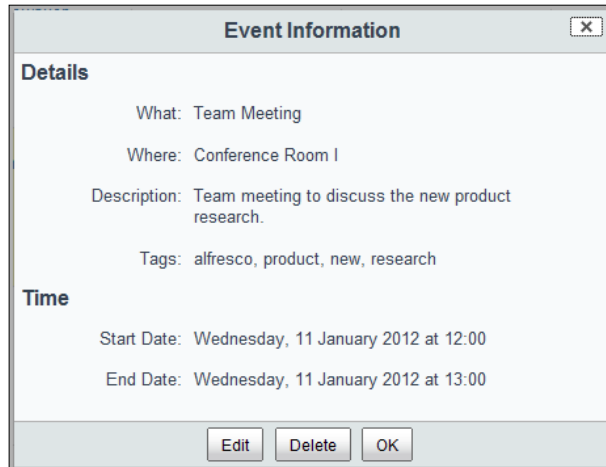 Event Information
x
Details
What: Team Meeting
Where: Conference Room I
Description: Team meeting to discuss the new product
research.
Tags: alfresco, product, new, research
Time
Start Date: Wednesday, 11 January 2012 at 12:00
End Date: Wednesday, 11 January 2012 at 13:00
Edit Delete OK